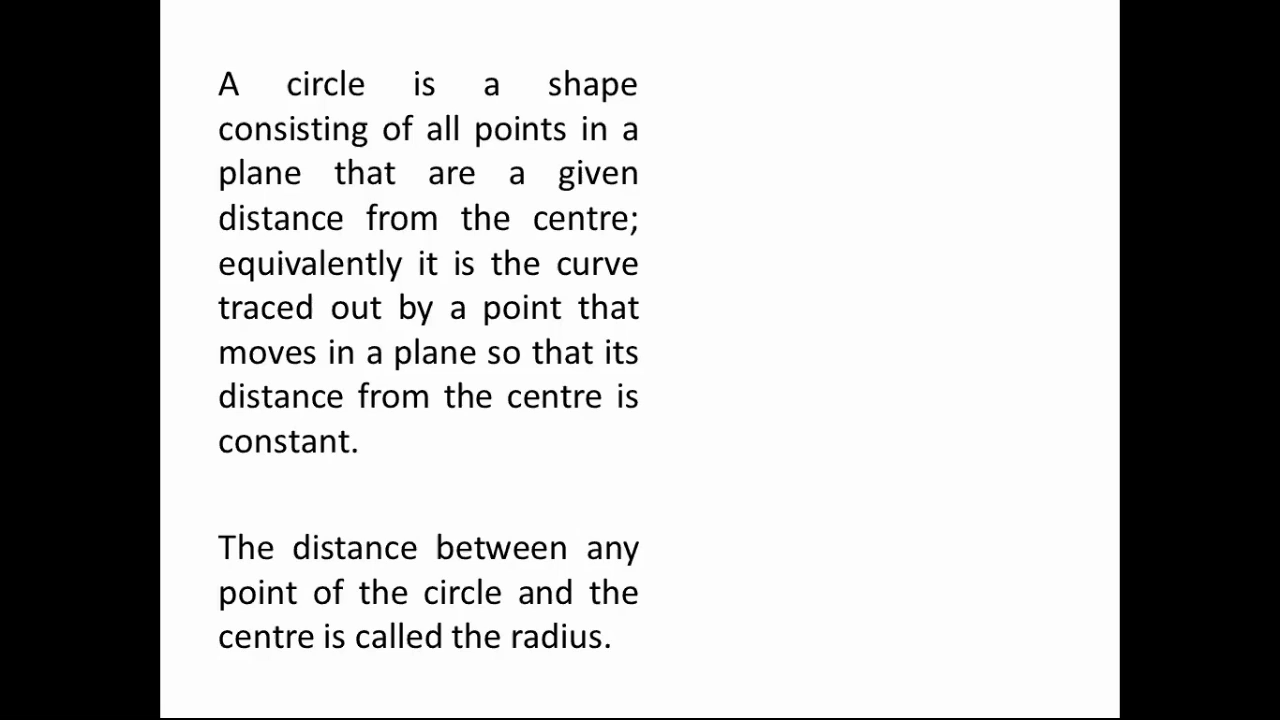 A circle is a shape
consisting of all points in a
plane that are a given
distance from the centre;
equivalently it is the curve
traced out by a point that
moves in a plane so that its
distance from the centre is
constant.
The distance between any
point of the circle and the
centre is called the radius.